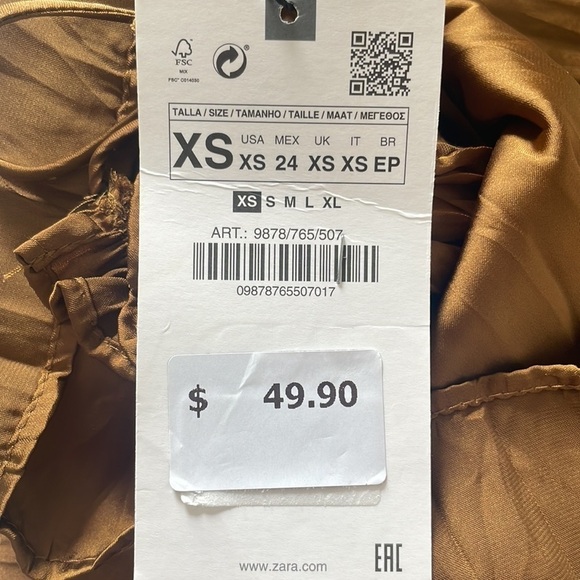 FSC
MIX
TALLA / SIZE / TAMANHO / TAILLE / MAAT / ΜΕΓΕΘΟΣ
XS USA MEX UK IT BR
XS 24 XS XS EP
XS S M L XL
ART.: 9878/765/507
09878765507017
$ 49.90
www.zara.com
EAC